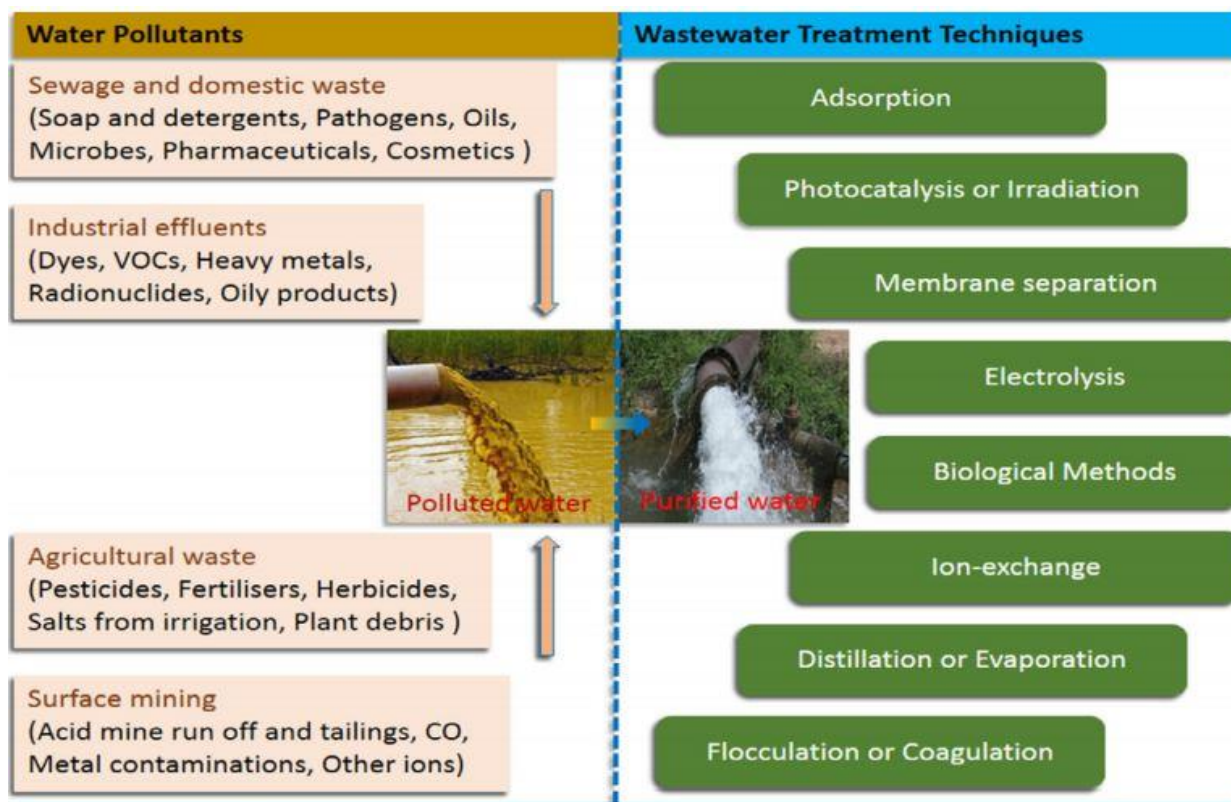 Water Pollutants
Wastewater Treatment Techniques
Sewage and domestic waste
(Soap and detergents, Pathogens, Oils,
Microbes, Pharmaceuticals, Cosmetics )
Industrial effluents
(Dyes, VOCs, Heavy metals,
Radionuclides, Oily products)
Polluted water
Agricultural waste
(Pesticides, Fertilisers, Herbicides,
Salts from irrigation, Plant debris )
Surface mining
(Acid mine run off and tailings, CO,
Metal contaminations, Other ions)
Adsorption
Photocatalysis or Irradiation
Membrane separation
Electrolysis
Purified water
Biological Methods
Ion-exchange
Distillation or Evaporation
Flocculation or Coagulation